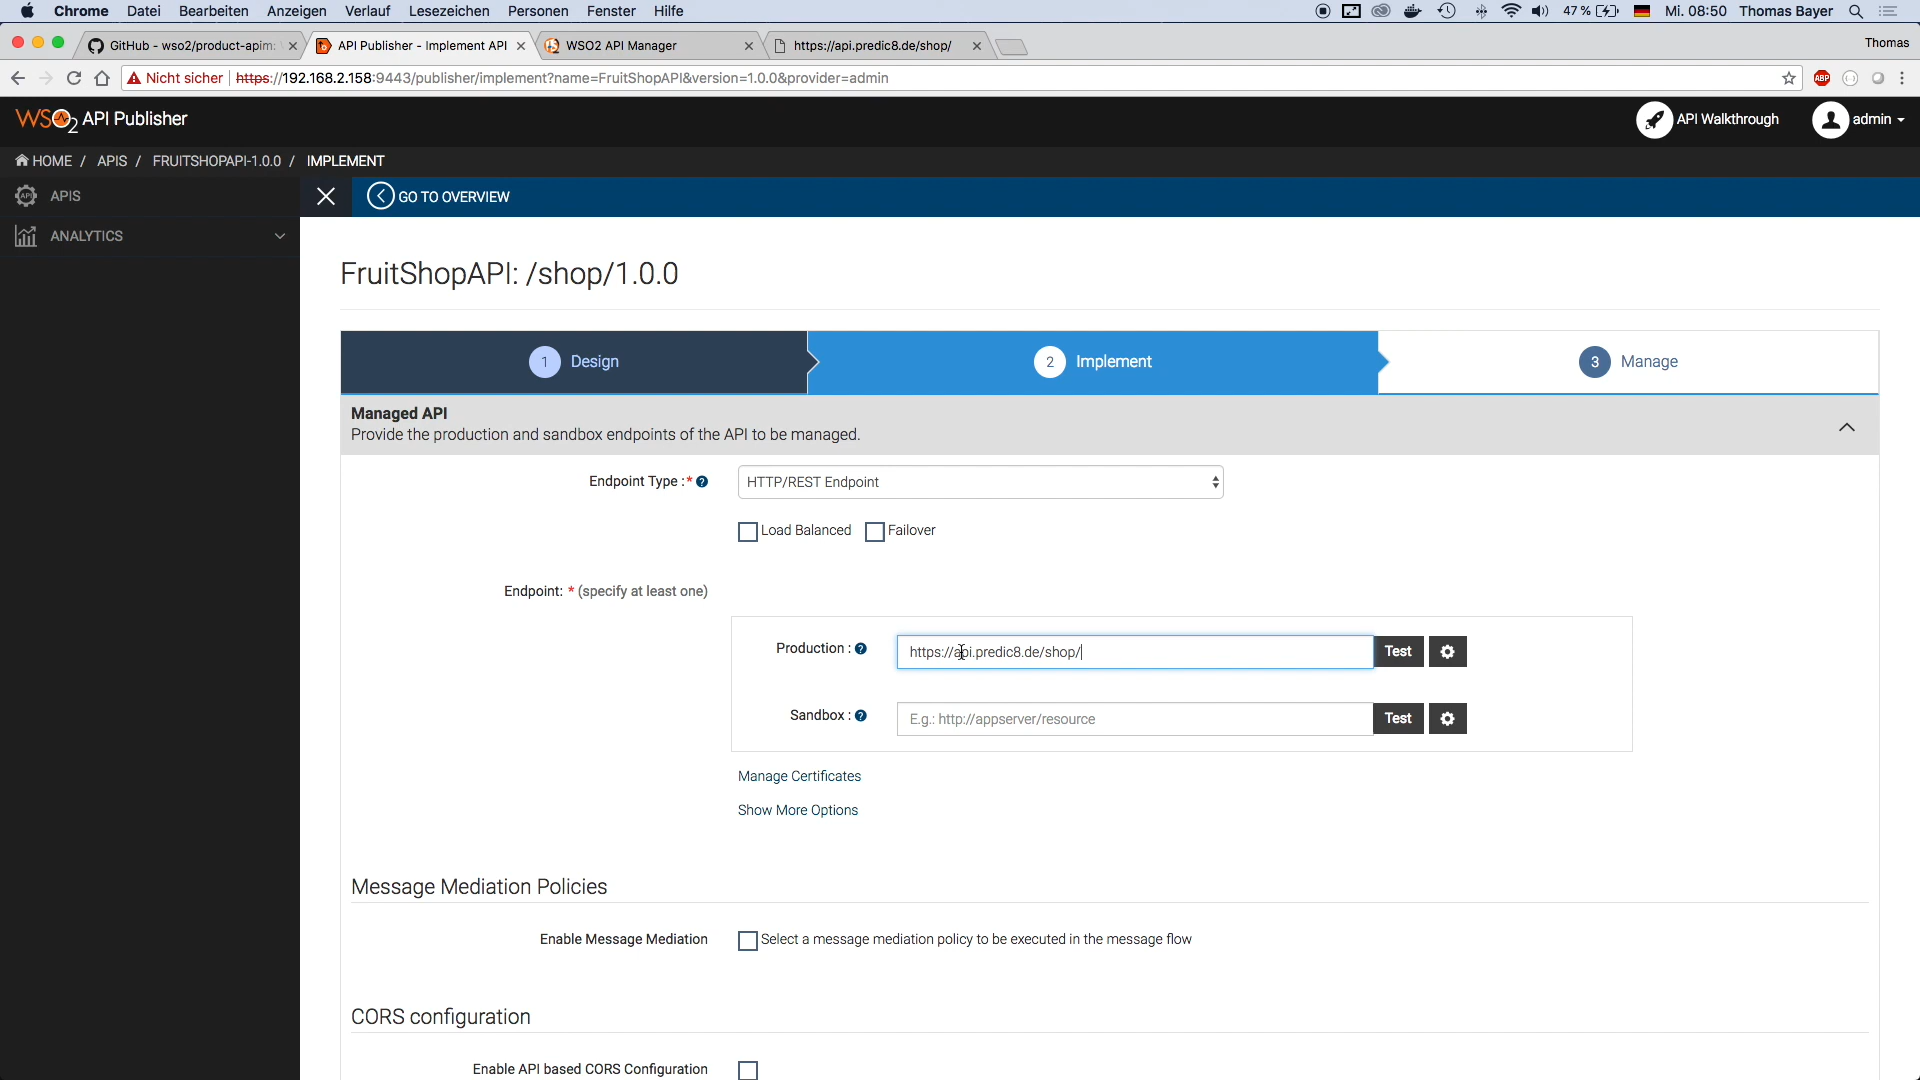 Chrome Datei Bearbeiten Anzeigen Verlauf Lesezeichen Personen Fenster Hilfe 47 % Mi. 08:50 Thomas Bayer
GitHub - wso2/product-apim: API Publisher - Implement API WSO2 API Manager https://api.predic8.de/shop/ Thomas
Nicht sicher https://192.168.2.158:9443/publisher/implement?name=FruitShopAPI&version=1.0.0&provider=admin ABP
WSO2 API Publisher API Walkthrough admin
HOME / APIS / FRUITSHOPAPI-1.0.0 / IMPLEMENT
APIS
GO TO OVERVIEW
ANALYTICS
FruitShopAPI: /shop/1.0.0
1 Design 2 Implement 3 Manage
Managed API
Provide the production and sandbox endpoints of the API to be managed.
Endpoint Type :* HTTP/REST Endpoint
Load Balanced Failover
Endpoint: * (specify at least one)
Production : https://api.predic8.de/shop/ Test
Sandbox : E.g.: http://appserver/resource Test
Manage Certificates
Show More Options
Message Mediation Policies
Enable Message Mediation Select a message mediation policy to be executed in the message flow
CORS configuration
Enable API based CORS Configuration